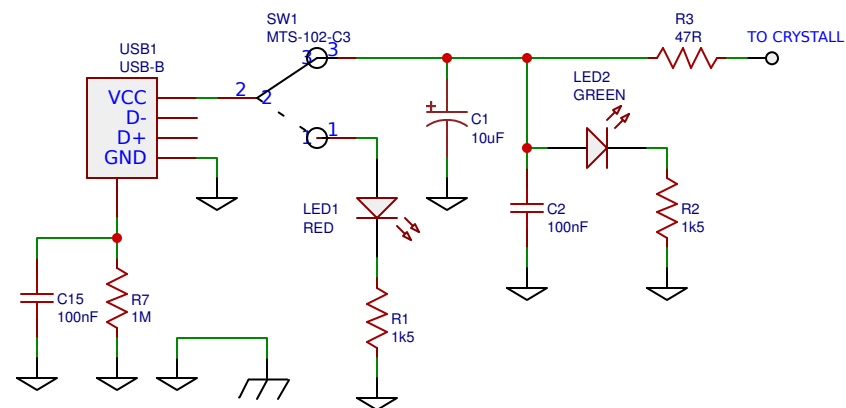 SW1
MTS-102-C3
R3
47R
TO CRYSTALL
USB1
USB-B
3
3
LED2
GREEN
VCC
D-
D+
GND
2
2
+
C1
10uF
1
1
LED1
RED
C2
100nF
R2
1k5
C15
100nF
R7
1M
R1
1k5